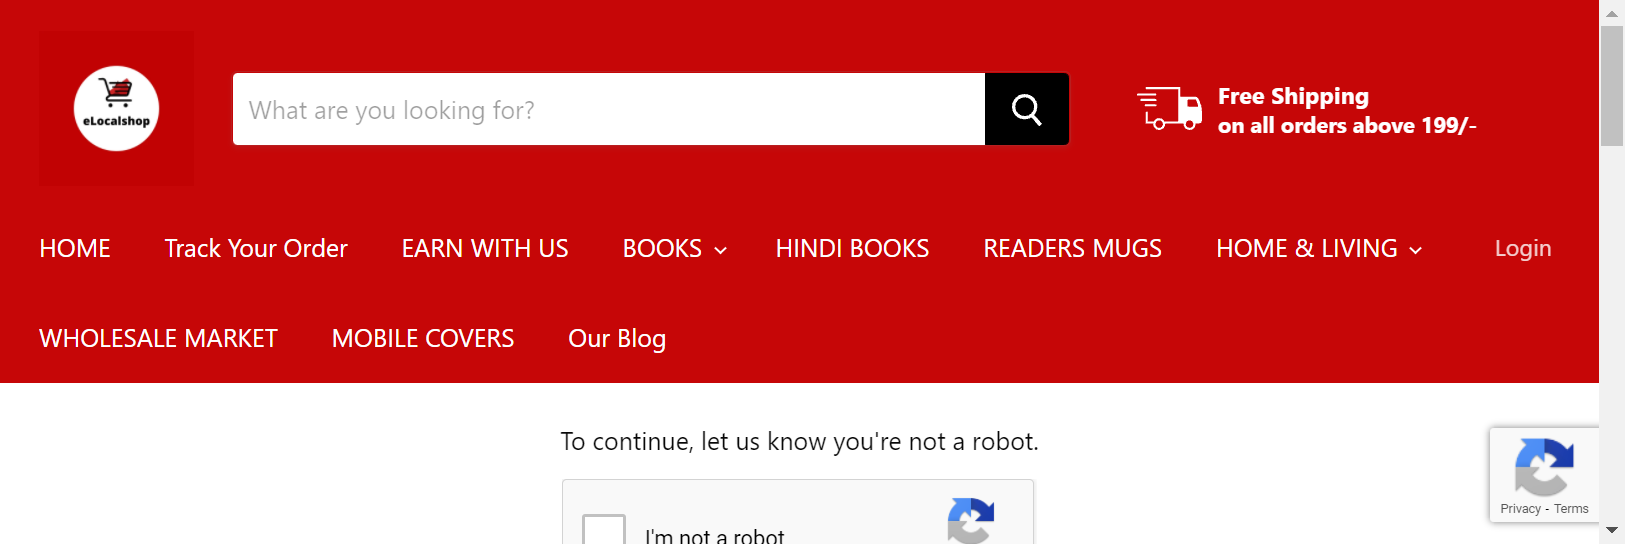 eLocalshop
What are you looking for?
Free Shipping
on all orders above 199/-
HOME Track Your Order EARN WITH US BOOKS HINDI BOOKS READERS MUGS HOME & LIVING Login
WHOLESALE MARKET MOBILE COVERS Our Blog
To continue, let us know you're not a robot.
I'm not a robot
Privacy - Terms